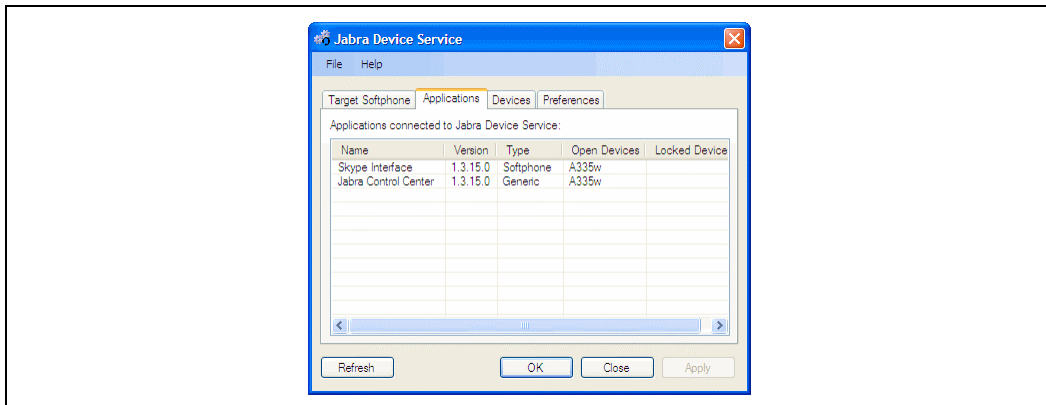 Jabra Device Service
File Help
Target Softphone Applications Devices Preferences
Applications connected to Jabra Device Service:
Name Version Type Open Devices Locked Device
Skype Interface 1.3.15.0 Softphone A335w
Jabra Control Center 1.3.15.0 Generic A335w
Refresh OK Close Apply